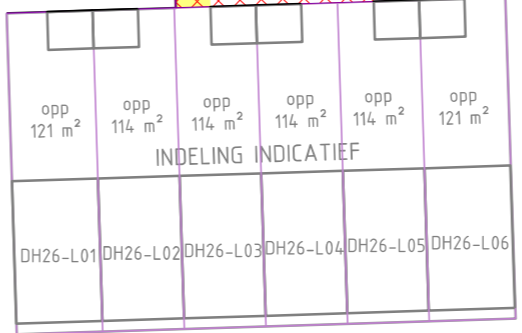 opp
121 m²
opp
114 m²
opp
114 m²
opp
114 m²
opp
114 m²
opp
121 m²
INDELING INDICATIEF
DH26-L01
DH26-L02
DH26-L03
DH26-L04
DH26-L05
DH26-L06